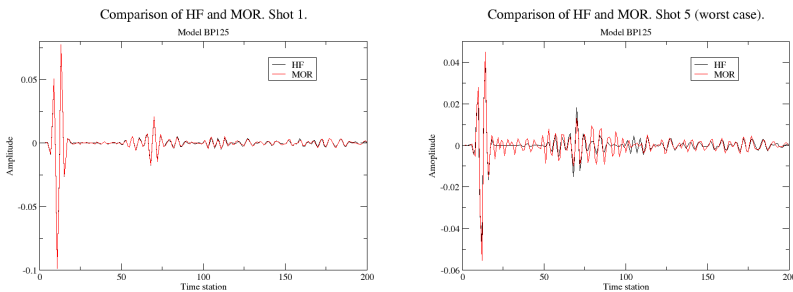 Comparison of HF and MOR. Shot 1.
Model BP125
HF
MOR
Amplitude
0.05
0
-0.05
-0.1
0
50
100
150
200
Time station
Comparison of HF and MOR. Shot 5 (worst case).
Model BP125
HF
MOR
Amoplitude
0.04
0.02
0
-0.02
-0.04
-0.06
0
50
100
150
200
Time station